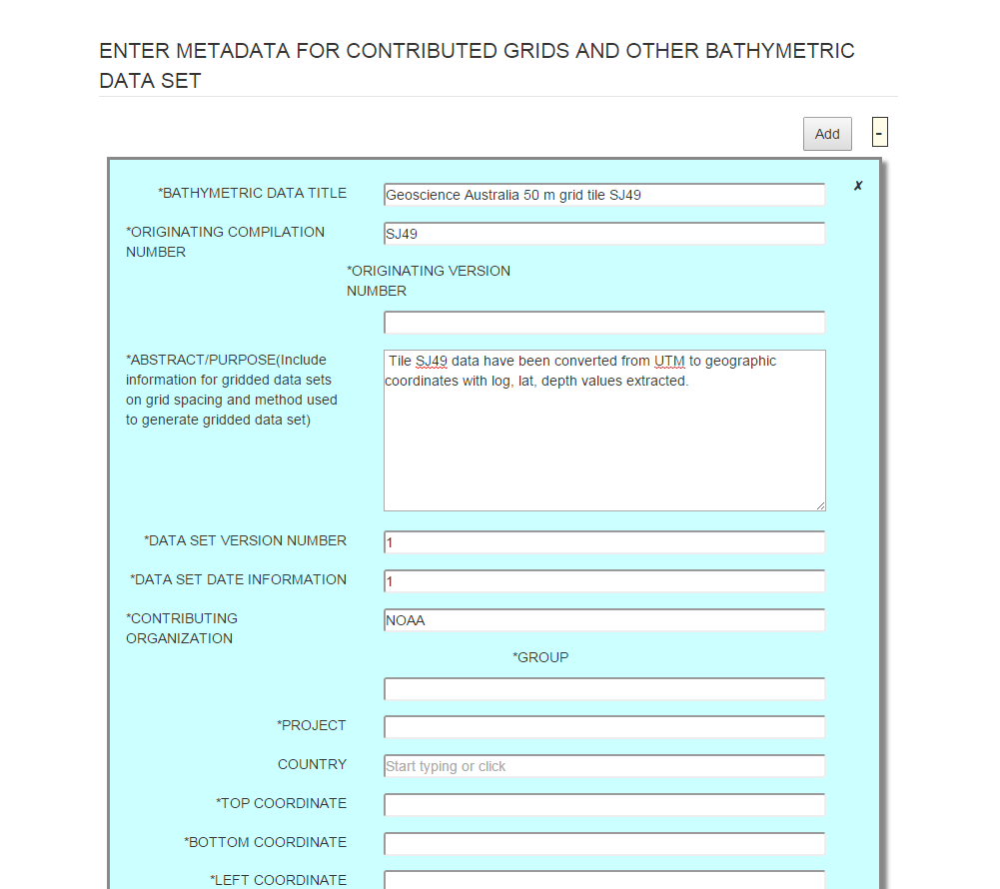 ENTER METADATA FOR CONTRIBUTED GRIDS AND OTHER BATHYMETRIC
DATA SET
Add
-
✗
*BATHYMETRIC DATA TITLE
Geoscience Australia 50 m grid tile SJ49
*ORIGINATING COMPILATION
NUMBER
SJ49
*ORIGINATING VERSION
NUMBER
*ABSTRACT/PURPOSE(Include
information for gridded data sets
on grid spacing and method used
to generate gridded data set)
Tile SJ49 data have been converted from UTM to geographic
coordinates with log, lat, depth values extracted.
*DATA SET VERSION NUMBER
1
*DATA SET DATE INFORMATION
1
*CONTRIBUTING
ORGANIZATION
NOAA
*GROUP
*PROJECT
COUNTRY
Start typing or click
*TOP COORDINATE
*BOTTOM COORDINATE
*LEFT COORDINATE